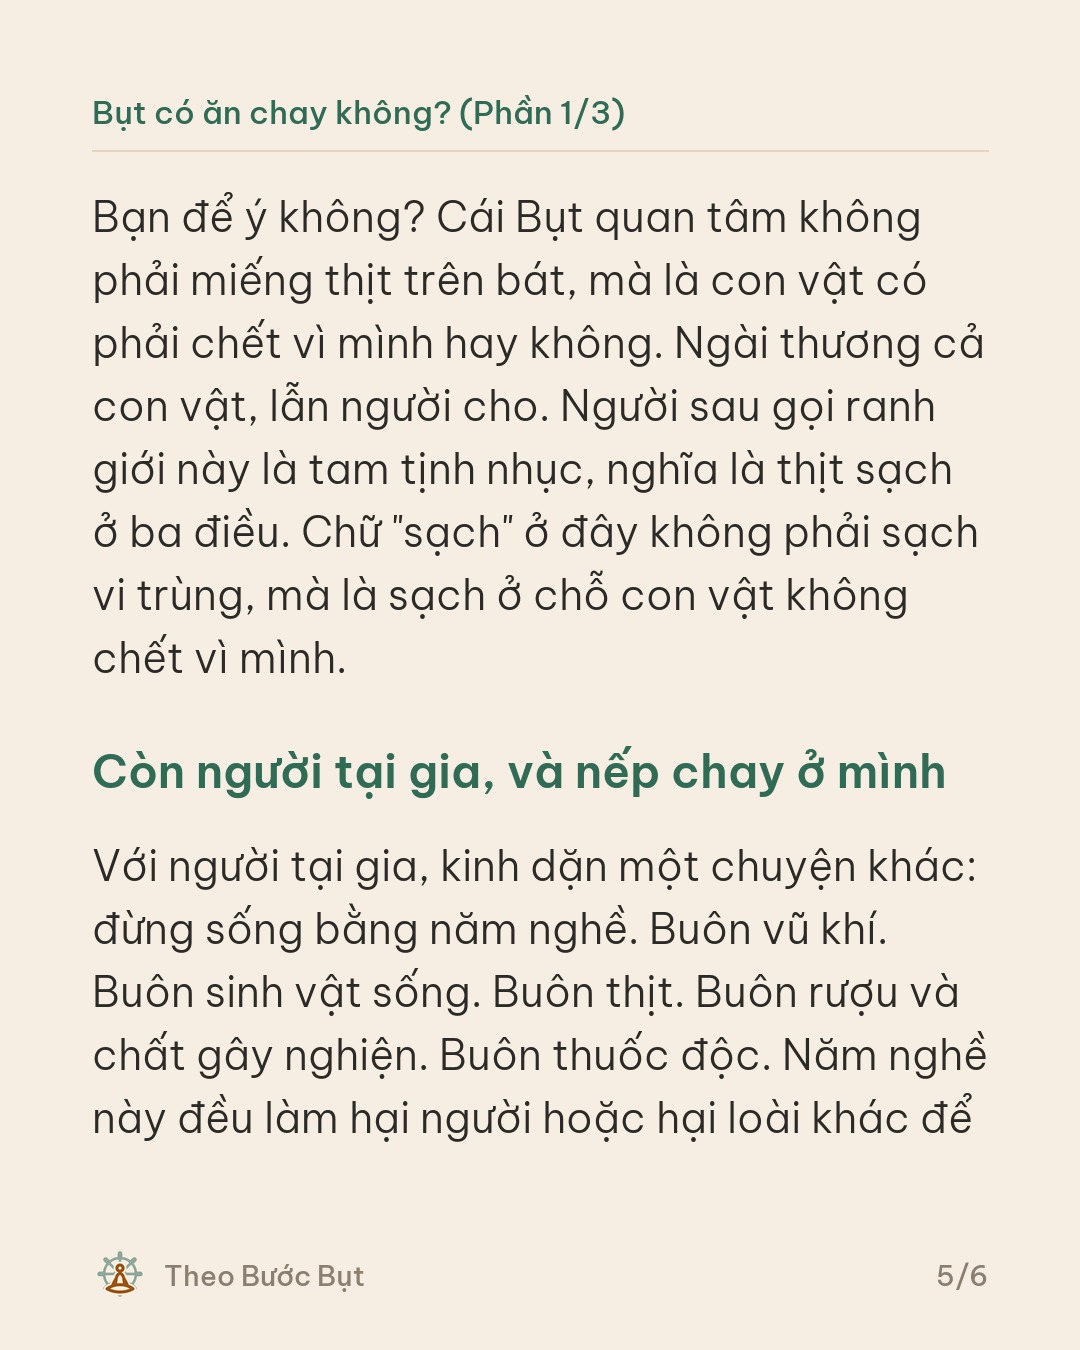 Bụt có ăn chay không? (Phần 1/3)
Bạn để ý không? Cái Bụt quan tâm không
phải miếng thịt trên bát, mà là con vật có
phải chết vì mình hay không. Ngài thương cả
con vật, lẫn người cho. Người sau gọi ranh
giới này là tam tịnh nhục, nghĩa là thịt sạch
ở ba điều. Chữ "sạch" ở đây không phải sạch
vi trùng, mà là sạch ở chỗ con vật không
chết vì mình.
Còn người tại gia, và nếp chay ở mình
Với người tại gia, kinh dặn một chuyện khác:
đừng sống bằng năm nghề. Buôn vũ khí.
Buôn sinh vật sống. Buôn thịt. Buôn rượu và
chất gây nghiện. Buôn thuốc độc. Năm nghề
này đều làm hại người hoặc hại loài khác để
Theo Bước Bụt
5/6